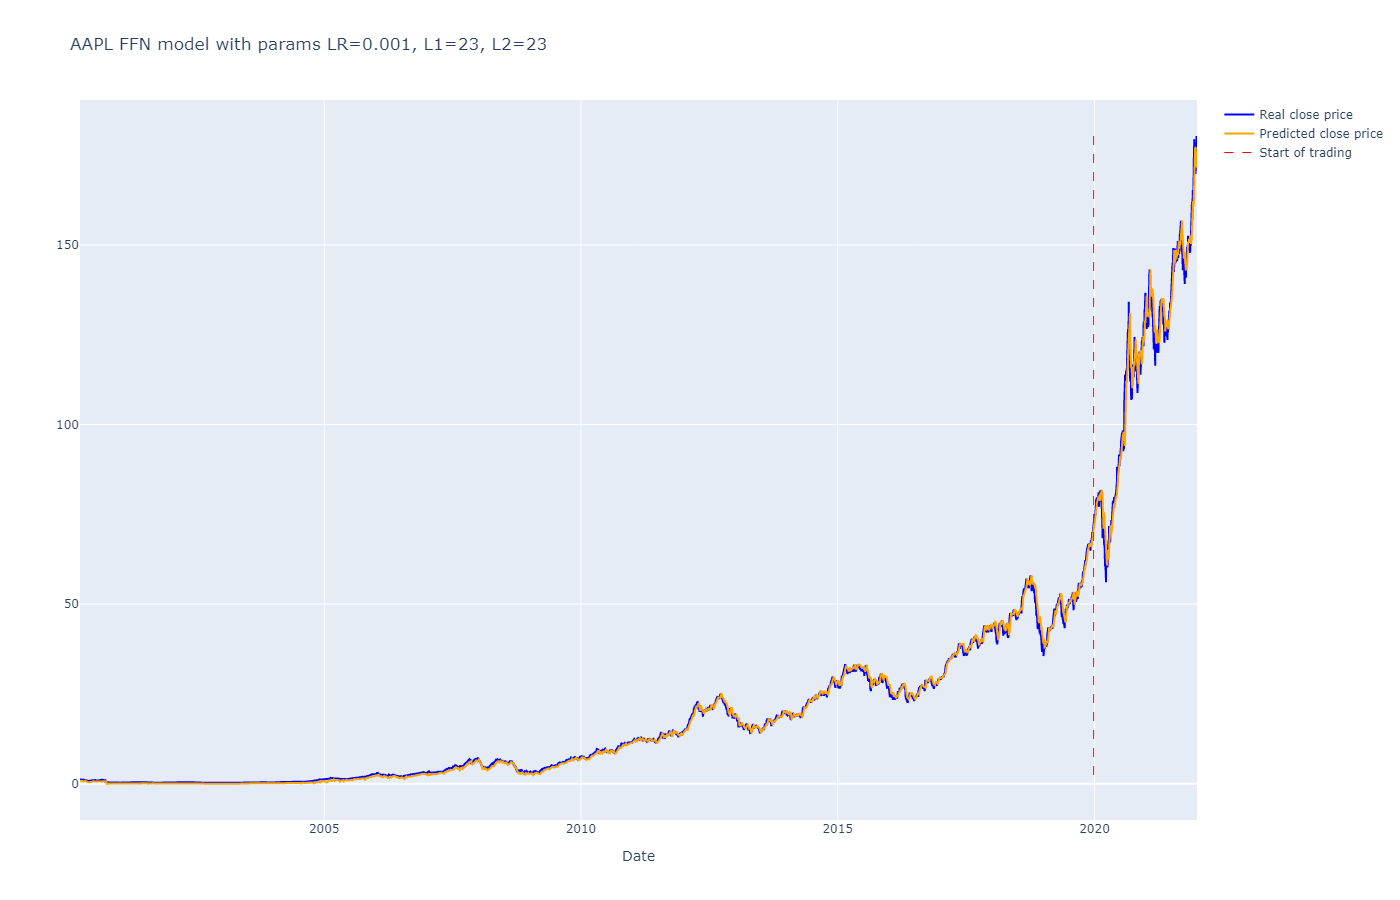 AAPL FFN model with params LR=0.001, L1=23, L2=23
Real close price
Predicted close price
Start of trading
150
100
50
0
2005
2010
2015
2020
Date